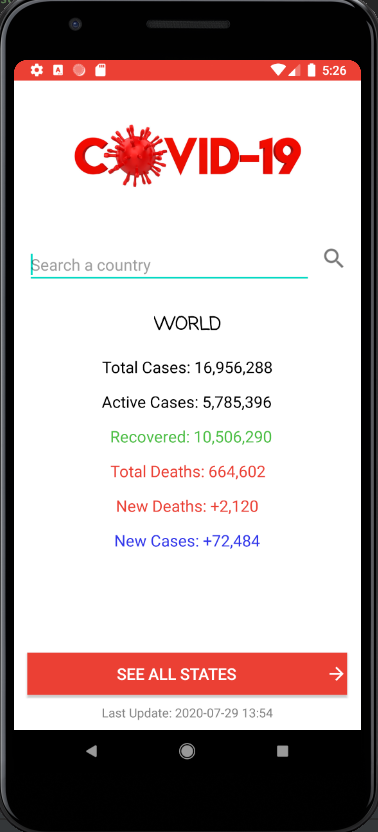 5:26
COVID-19
Search a country
WORLD
Total Cases: 16,956,288
Active Cases: 5,785,396
Recovered: 10,506,290
Total Deaths: 664,602
New Deaths: +2,120
New Cases: +72,484
SEE ALL STATES
Last Update: 2020-07-29 13:54